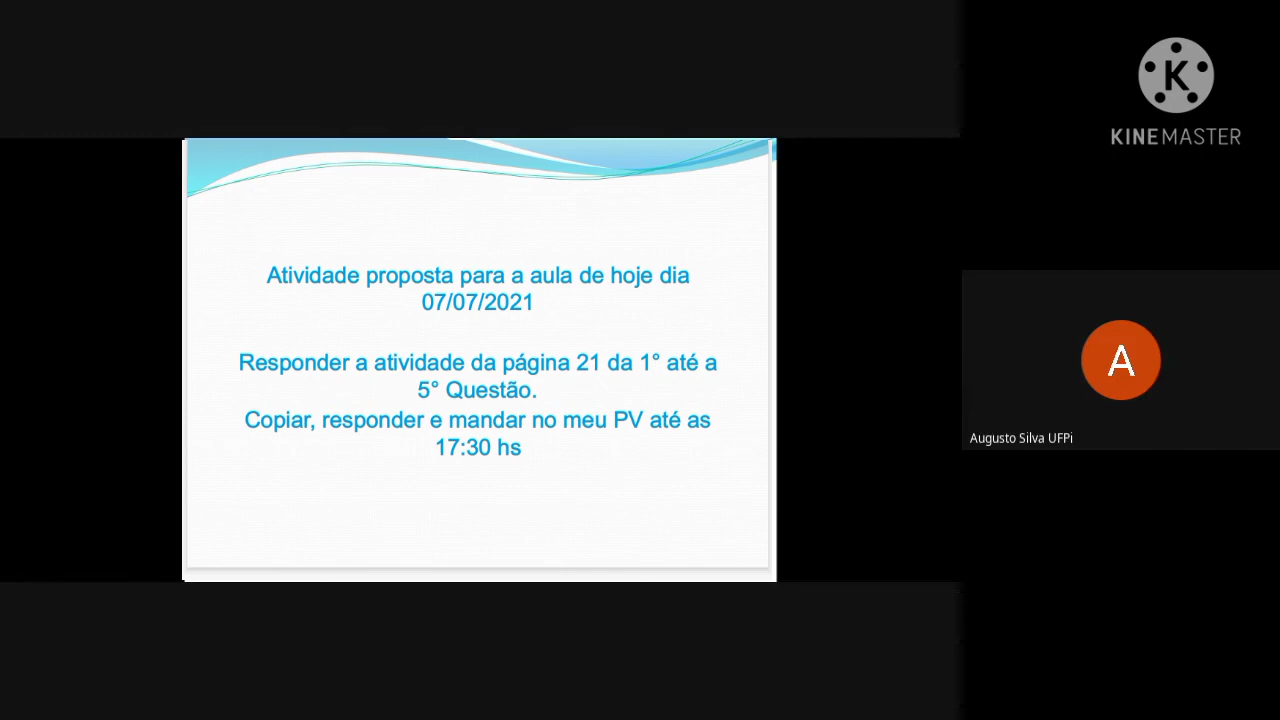 K
KINEMASTER
Atividade proposta para a aula de hoje dia
07/07/2021
Responder a atividade da página 21 da 1° até a
5° Questão.
Copiar, responder e mandar no meu PV até as
17:30 hs
A
Augusto Silva UFPi